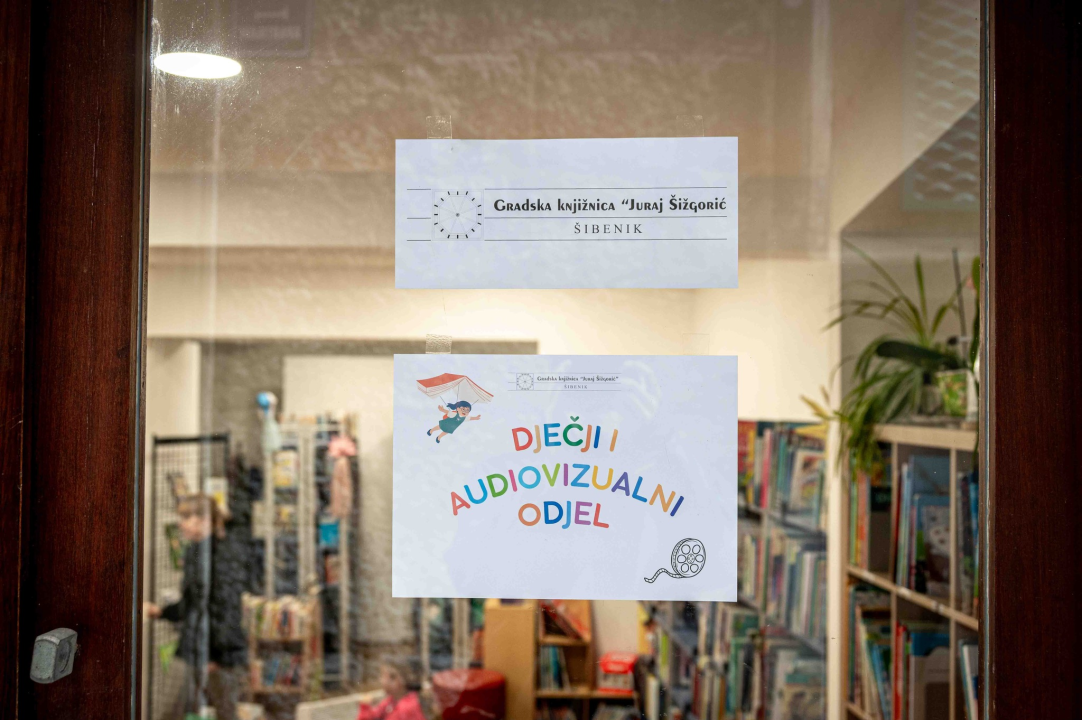 Gradska knjižnica “Juraj Šižgorić
ŠIBENIK
Gradska knjižnica “Juraj Šižgorić”
ŠIBENIK
DJEČJI I
AUDIOVIZUALNI
ODJEL